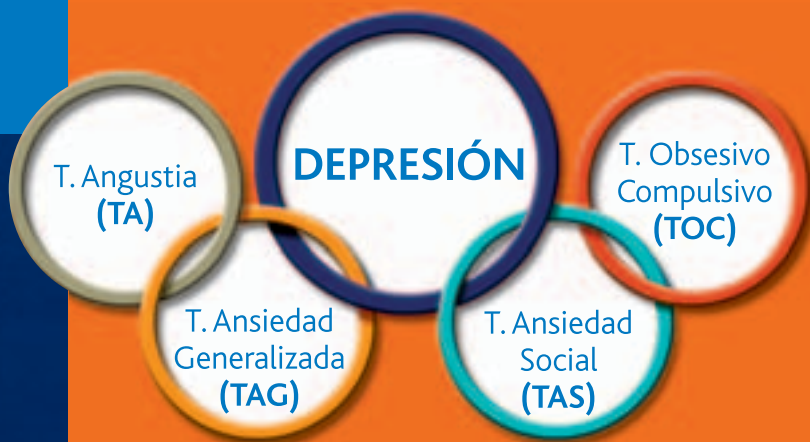 T. Angustia
(TA)
DEPRESIÓN
T. Obsesivo
Compulsivo
(TOC)
T. Ansiedad
Generalizada
(TAG)
T. Ansiedad
Social
(TAS)